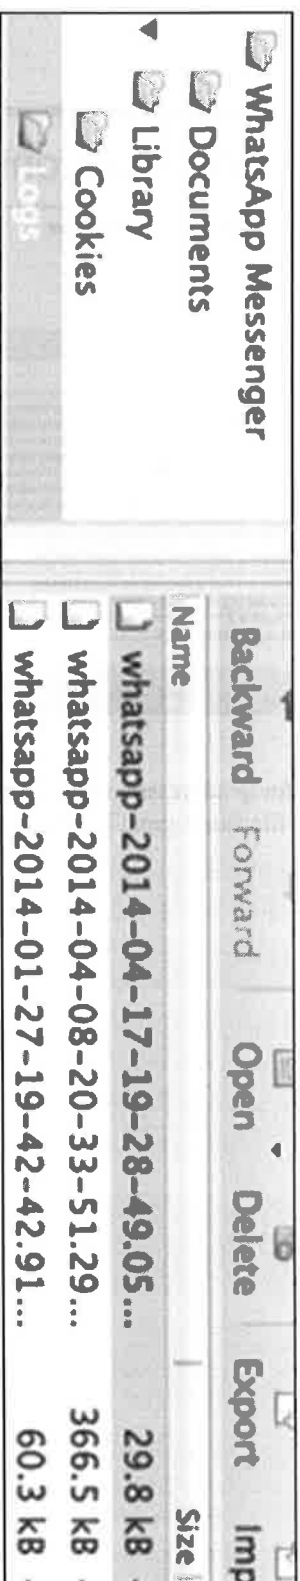 WhatsApp Messenger
Documents
Library
Cookies
Logs
Backward Forward Open Delete Export Imp
Name Size
whatsapp-2014-04-17-19-28-49.05... 29.8 kB
whatsapp-2014-04-08-20-33-51.29... 366.5 kB
whatsapp-2014-01-27-19-42-42.91... 60.3 kB